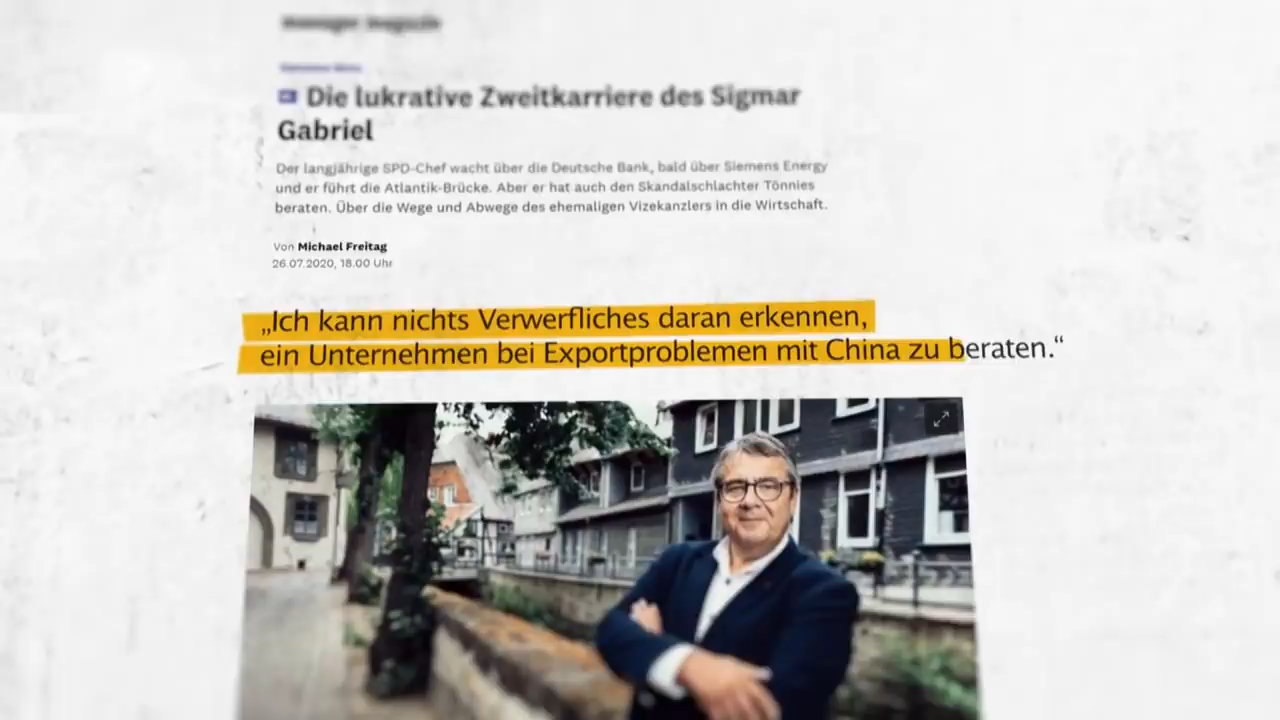 manager magazin
Die lukrative Zweitkarriere des Sigmar
Gabriel
Der langjährige SPD-Chef wacht über die Deutsche Bank, bald über Siemens Energy
und er führt die Atlantik-Brücke. Aber er hat auch den Skandalschlachter Tönnies
beraten. Über die Wege und Abwege des ehemaligen Vizekanzlers in die Wirtschaft.
Von Michael Freitag
26.07.2020, 18.00 Uhr
„Ich kann nichts Verwerfliches daran erkennen,
ein Unternehmen bei Exportproblemen mit China zu beraten.“